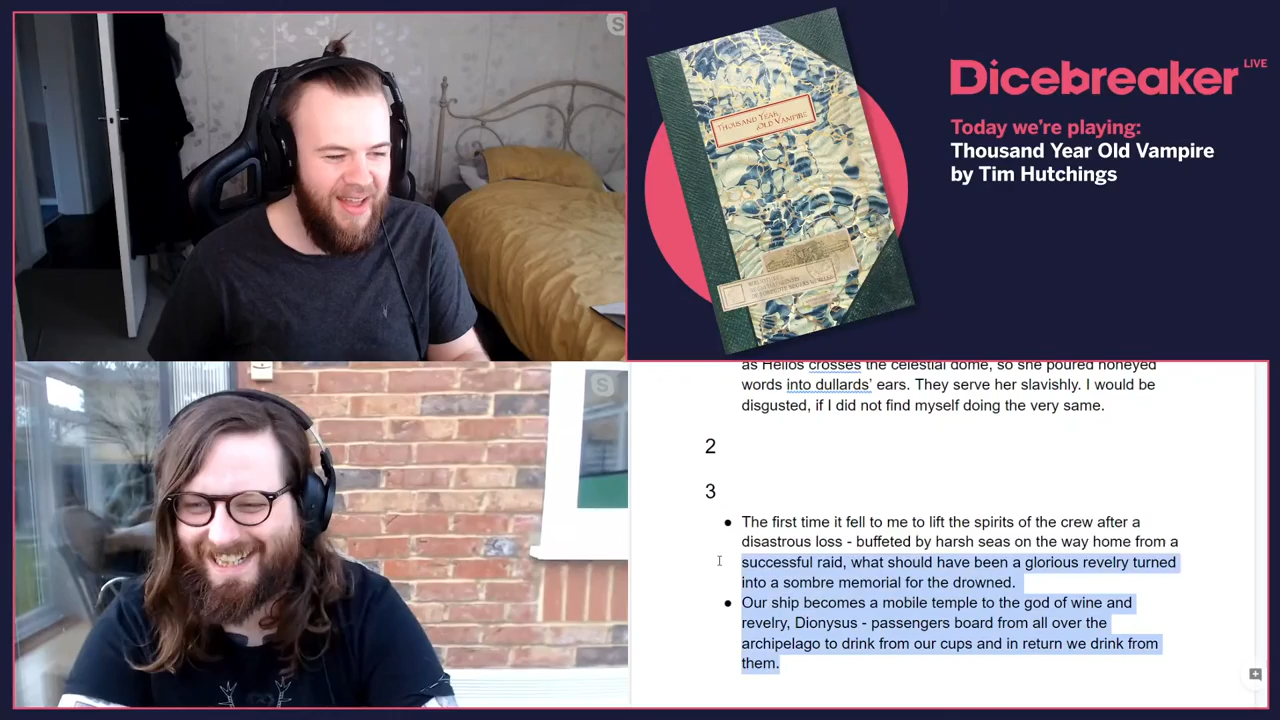 Dicebreaker LIVE
Today we're playing:
Thousand Year Old Vampire
by Tim Hutchings
THOUSAND YEAR
OLD VAMPIRE
as Helios crosses the celestial dome, so she poured honeyed
words into dullards' ears. They serve her slavishly. I would be
disgusted, if I did not find myself doing the very same.
2
3
● The first time it fell to me to lift the spirits of the crew after a
disastrous loss - buffeted by harsh seas on the way home from a
successful raid, what should have been a glorious revelry turned
into a sombre memorial for the drowned.
● Our ship becomes a mobile temple to the god of wine and
revelry, Dionysus - passengers board from all over the
archipelago to drink from our cups and in return we drink from
them.